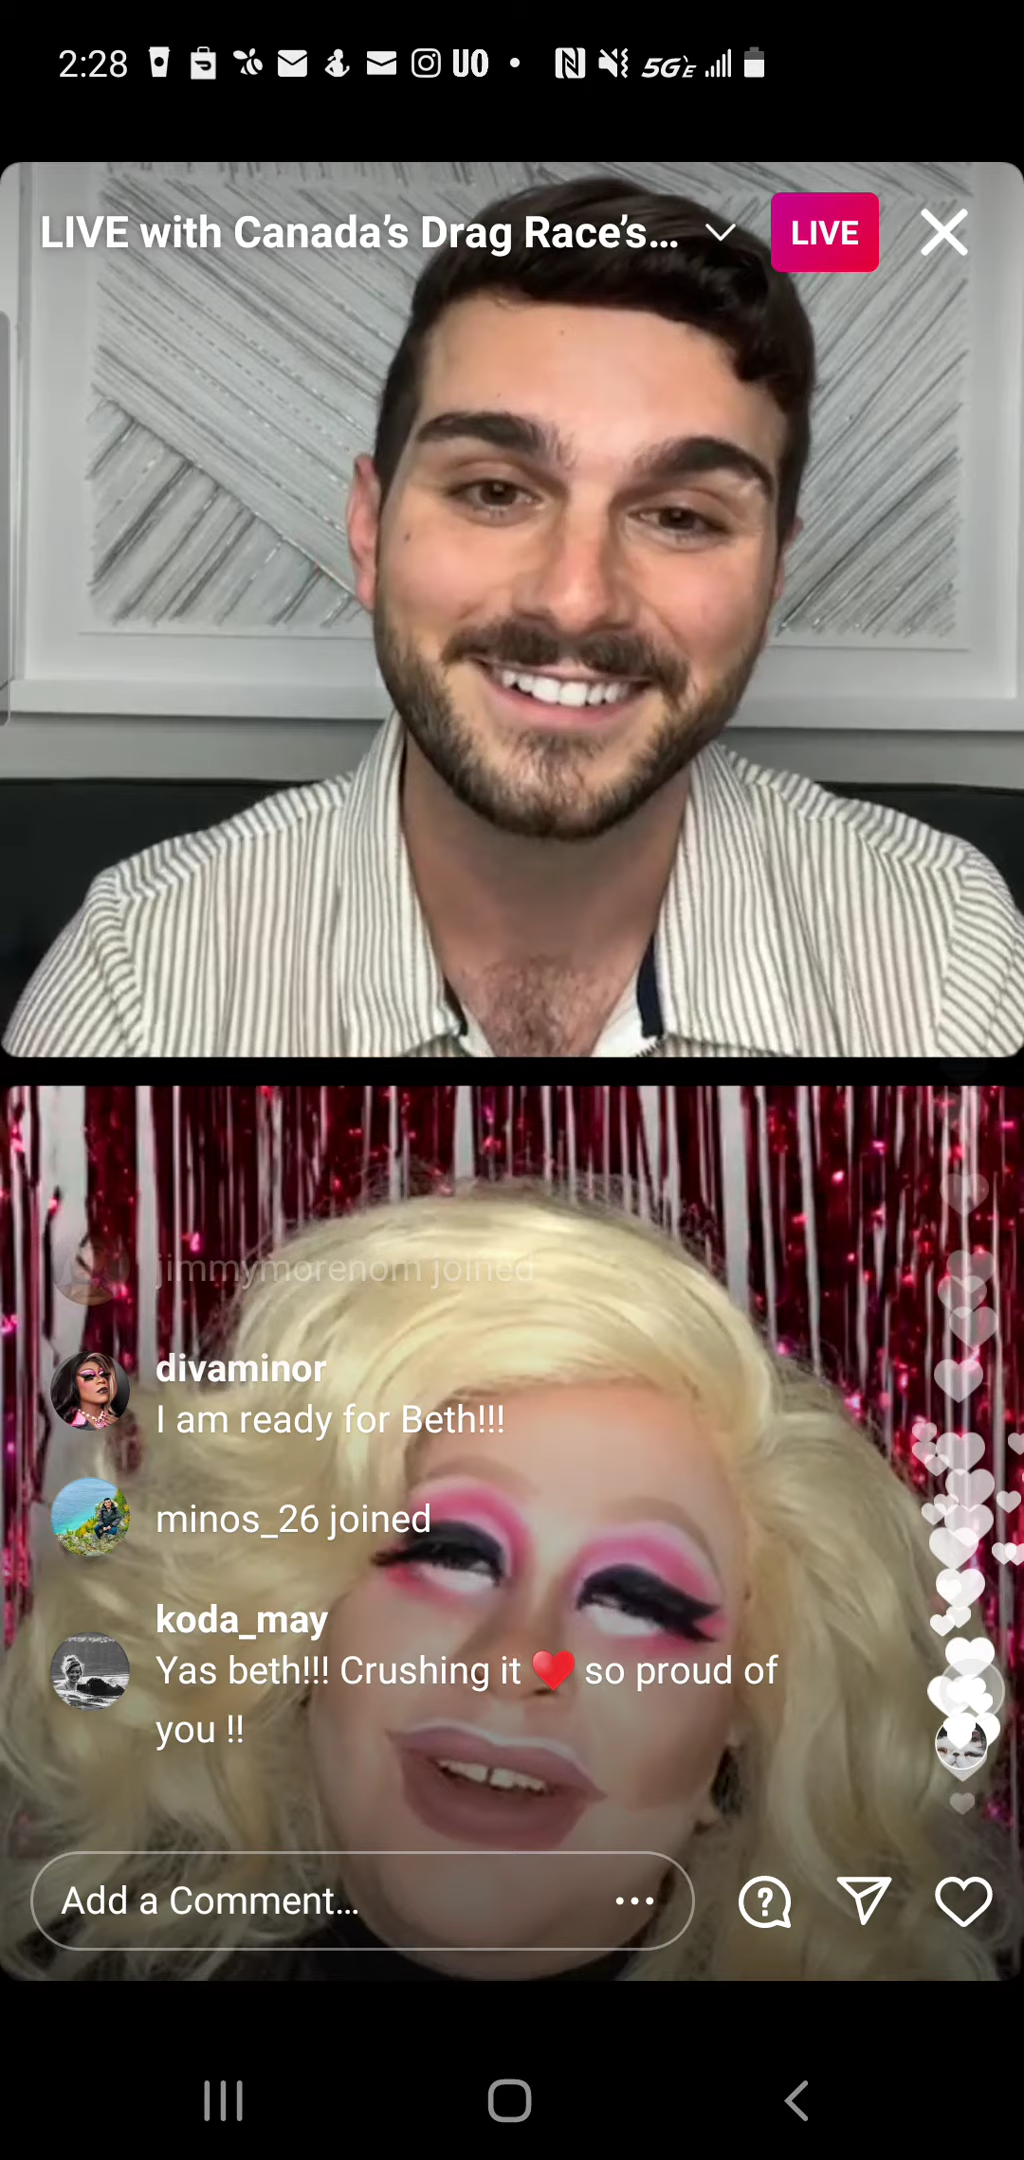 2:28 UO • 5GE
LIVE with Canada’s Drag Race’s... LIVE
jimmymorenom joined
divaminor
I am ready for Beth!!!
minos_26 joined
koda_may
Yas beth!!! Crushing it ❤️ so proud of
you !!
Add a Comment...